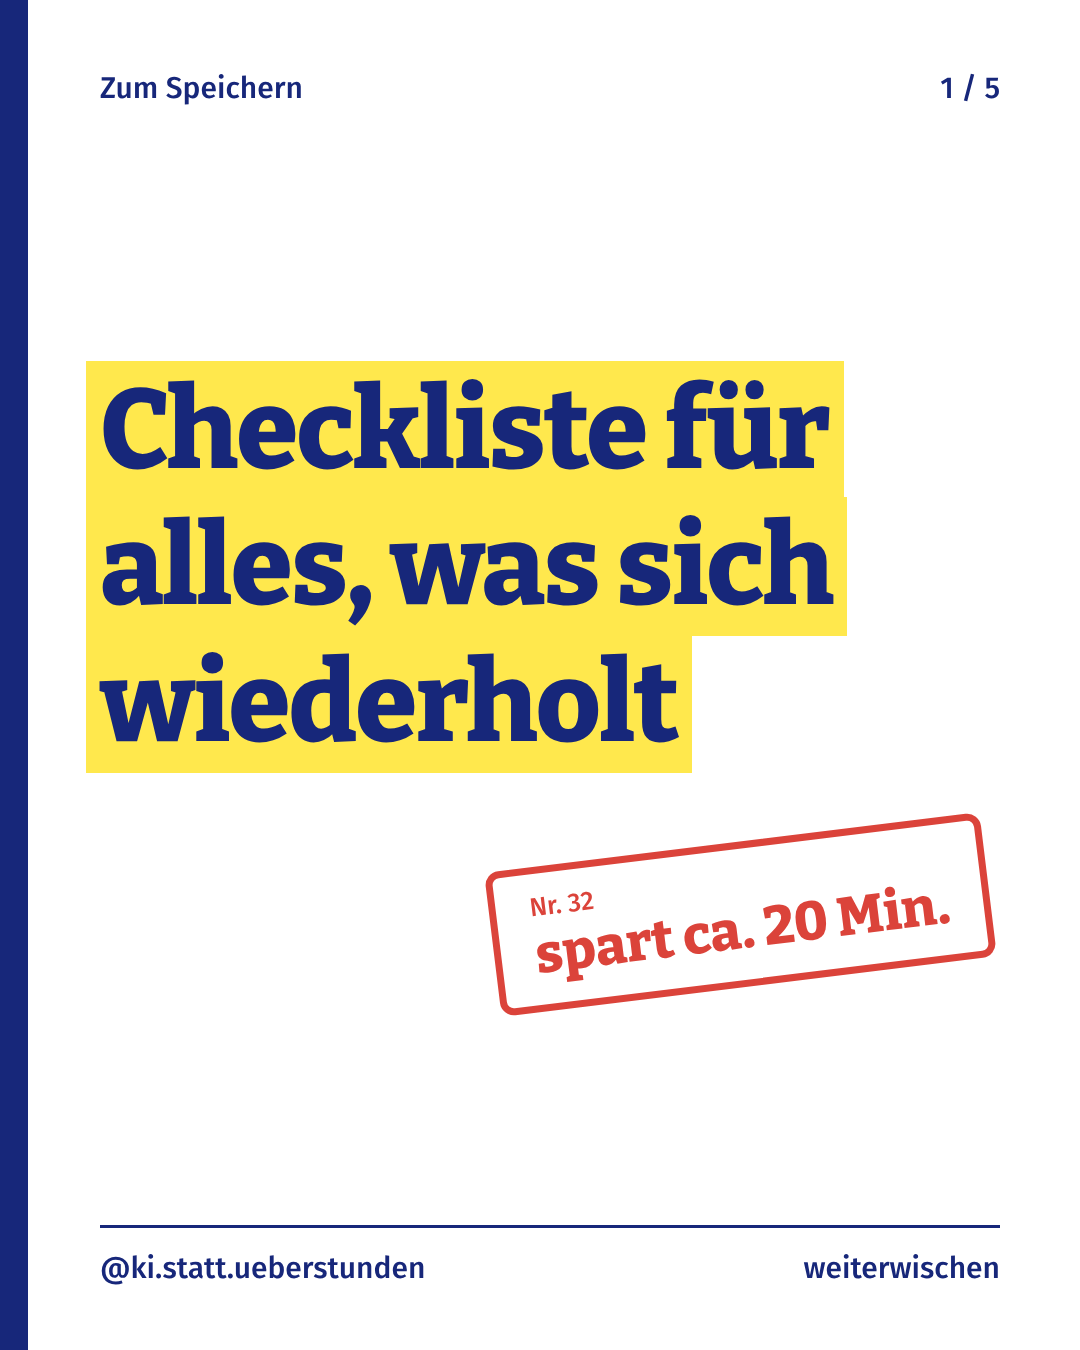 Zum Speichern
1 / 5
Checkliste für
alles, was sich
wiederholt
Nr. 32
spart ca. 20 Min.
@ki.statt.ueberstunden
weiterwischen